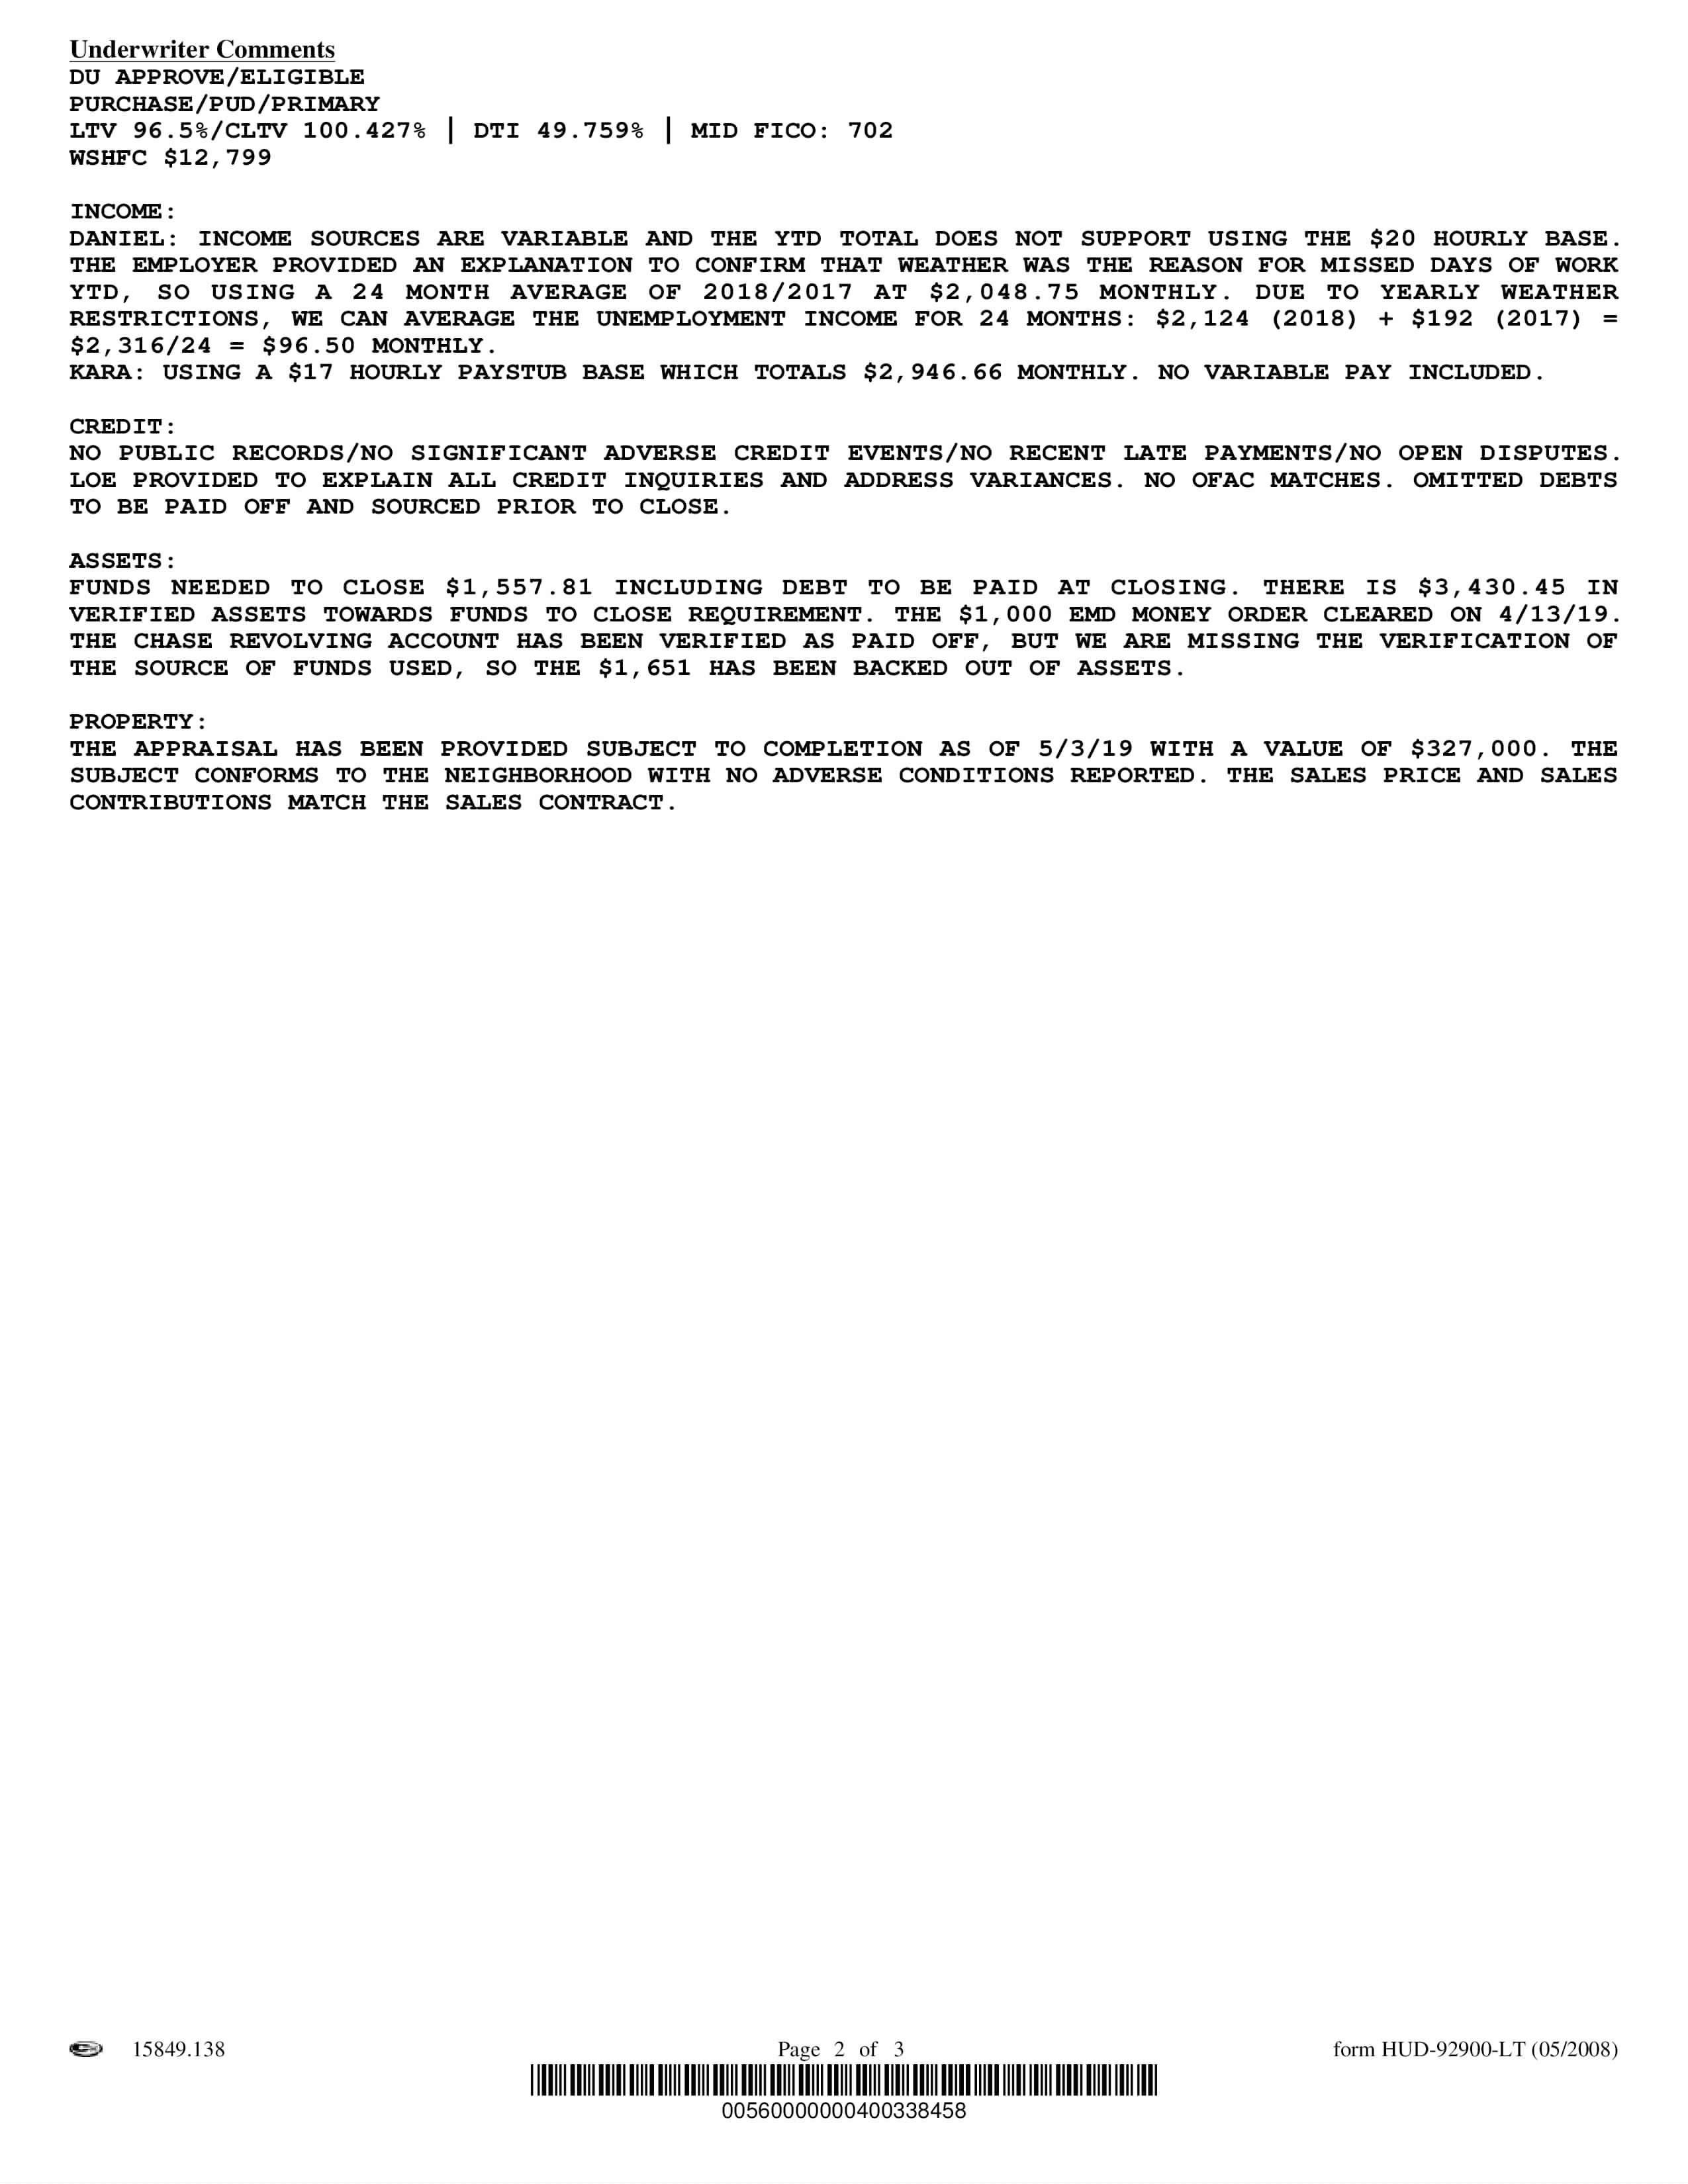 Underwriter Comments
DU APPROVE/ELIGIBLE
PURCHASE/PUD/PRIMARY
LTV 96.5%/CLTV 100.427% | DTI 49.759% | MID FICO: 702
WSHFC $12,799
INCOME:
DANIEL: INCOME SOURCES ARE VARIABLE AND THE YTD TOTAL DOES NOT SUPPORT USING THE $20 HOURLY BASE.
THE EMPLOYER PROVIDED AN EXPLANATION TO CONFIRM THAT WEATHER WAS THE REASON FOR MISSED DAYS OF WORK
YTD, SO USING A 24 MONTH AVERAGE OF 2018/2017 AT $2,048.75 MONTHLY. DUE TO YEARLY WEATHER
RESTRICTIONS, WE CAN AVERAGE THE UNEMPLOYMENT INCOME FOR 24 MONTHS: $2,124 (2018) + $192 (2017) =
$2,316/24 = $96.50 MONTHLY.
KARA: USING A $17 HOURLY PAYSTUB BASE WHICH TOTALS $2,946.66 MONTHLY. NO VARIABLE PAY INCLUDED.
CREDIT:
NO PUBLIC RECORDS/NO SIGNIFICANT ADVERSE CREDIT EVENTS/NO RECENT LATE PAYMENTS/NO OPEN DISPUTES.
LOE PROVIDED TO EXPLAIN ALL CREDIT INQUIRIES AND ADDRESS VARIANCES. NO OFAC MATCHES. OMITTED DEBTS
TO BE PAID OFF AND SOURCED PRIOR TO CLOSE.
ASSETS:
FUNDS NEEDED TO CLOSE $1,557.81 INCLUDING DEBT TO BE PAID AT CLOSING. THERE IS $3,430.45 IN
VERIFIED ASSETS TOWARDS FUNDS TO CLOSE REQUIREMENT. THE $1,000 EMD MONEY ORDER CLEARED ON 4/13/19.
THE CHASE REVOLVING ACCOUNT HAS BEEN VERIFIED AS PAID OFF, BUT WE ARE MISSING THE VERIFICATION OF
THE SOURCE OF FUNDS USED, SO THE $1,651 HAS BEEN BACKED OUT OF ASSETS.
PROPERTY:
THE APPRAISAL HAS BEEN PROVIDED SUBJECT TO COMPLETION AS OF 5/3/19 WITH A VALUE OF $327,000. THE
SUBJECT CONFORMS TO THE NEIGHBORHOOD WITH NO ADVERSE CONDITIONS REPORTED. THE SALES PRICE AND SALES
CONTRIBUTIONS MATCH THE SALES CONTRACT.
15849.138 Page 2 of 3 form HUD-92900-LT (05/2008)
00560000000400338458